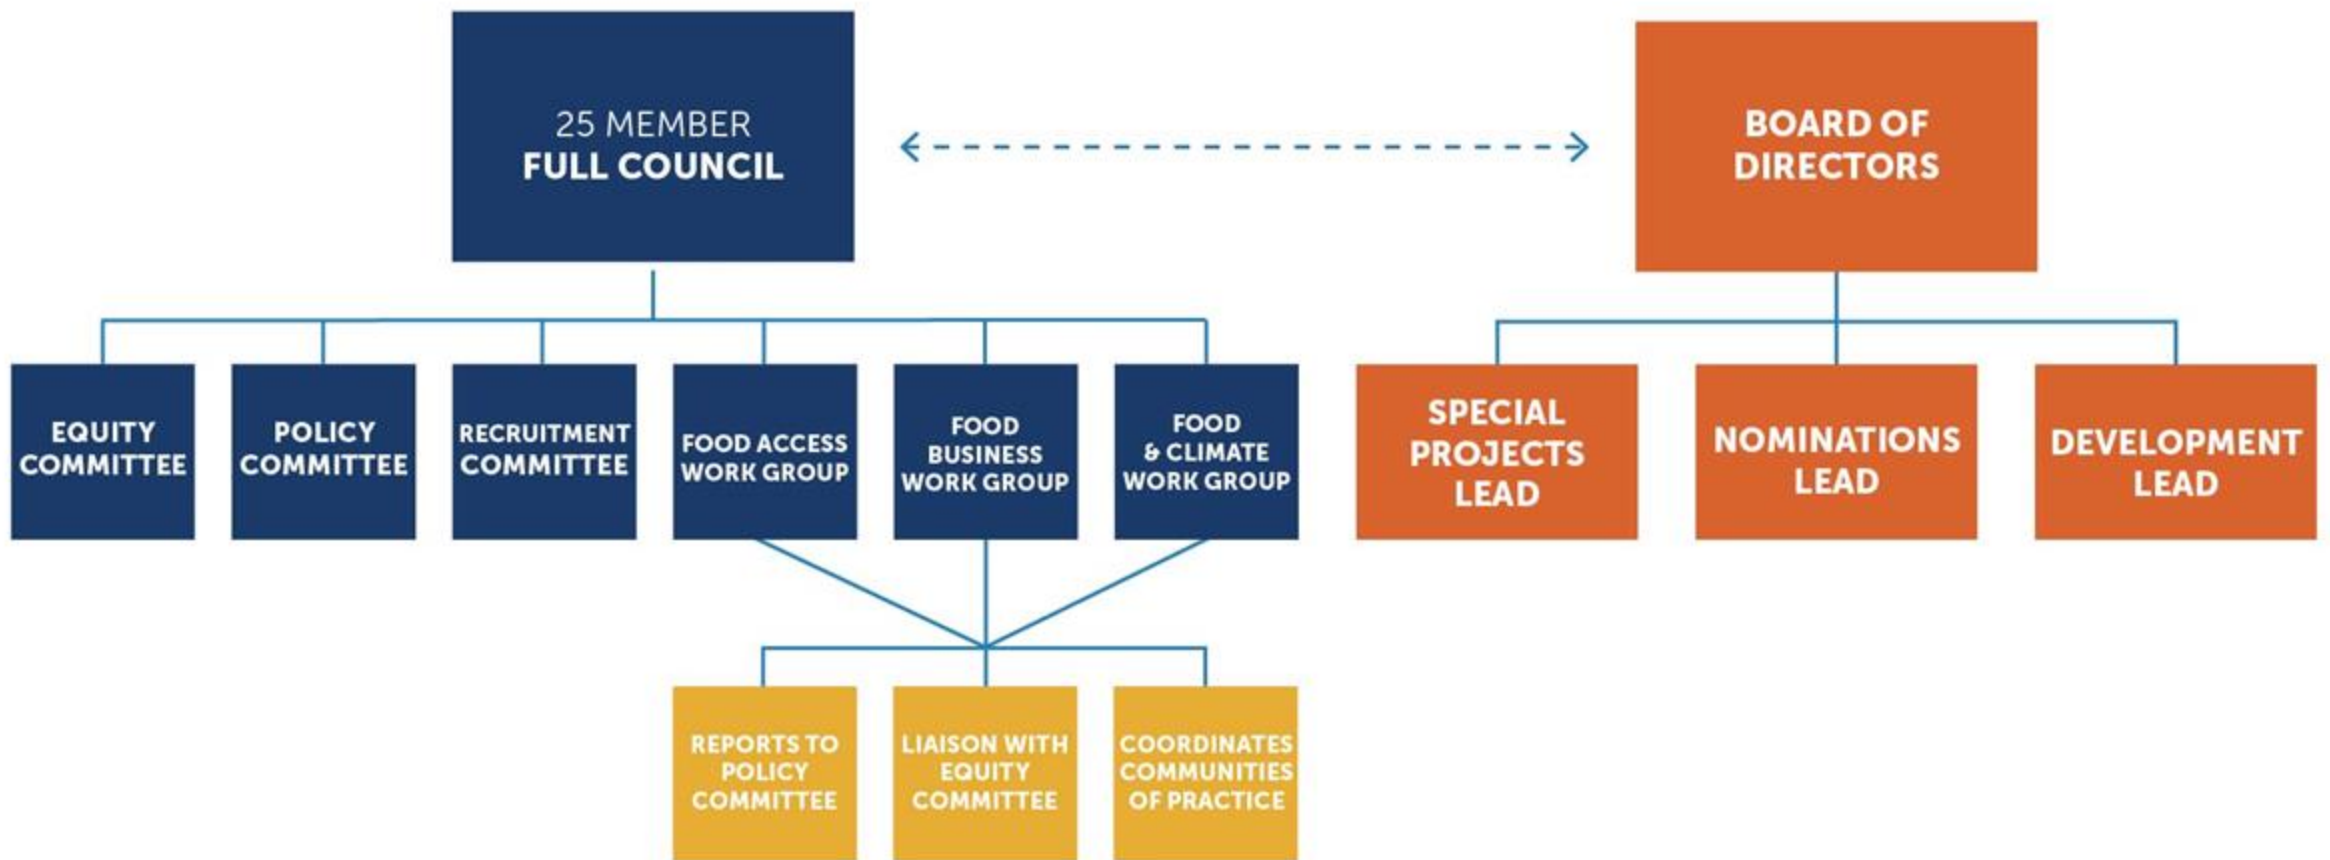 25 MEMBER
FULL COUNCIL
BOARD OF
DIRECTORS
EQUITY
COMMITTEE
POLICY
COMMITTEE
RECRUITMENT
COMMITTEE
FOOD ACCESS
WORK GROUP
FOOD
BUSINESS
WORK GROUP
FOOD
& CLIMATE
WORK GROUP
SPECIAL
PROJECTS
LEAD
NOMINATIONS
LEAD
DEVELOPMENT
LEAD
REPORTS TO
POLICY
COMMITTEE
LIAISON WITH
EQUITY
COMMITTEE
COORDINATES
COMMUNITIES
OF PRACTICE